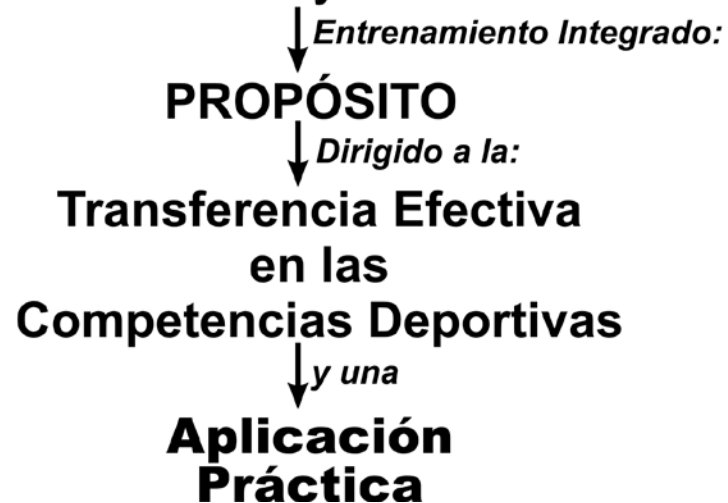 Entrenamiento Integrado:
PROPÓSITO
Dirigido a la:
Transferencia Efectiva
en las
Competencias Deportivas
y una
Aplicación
Práctica